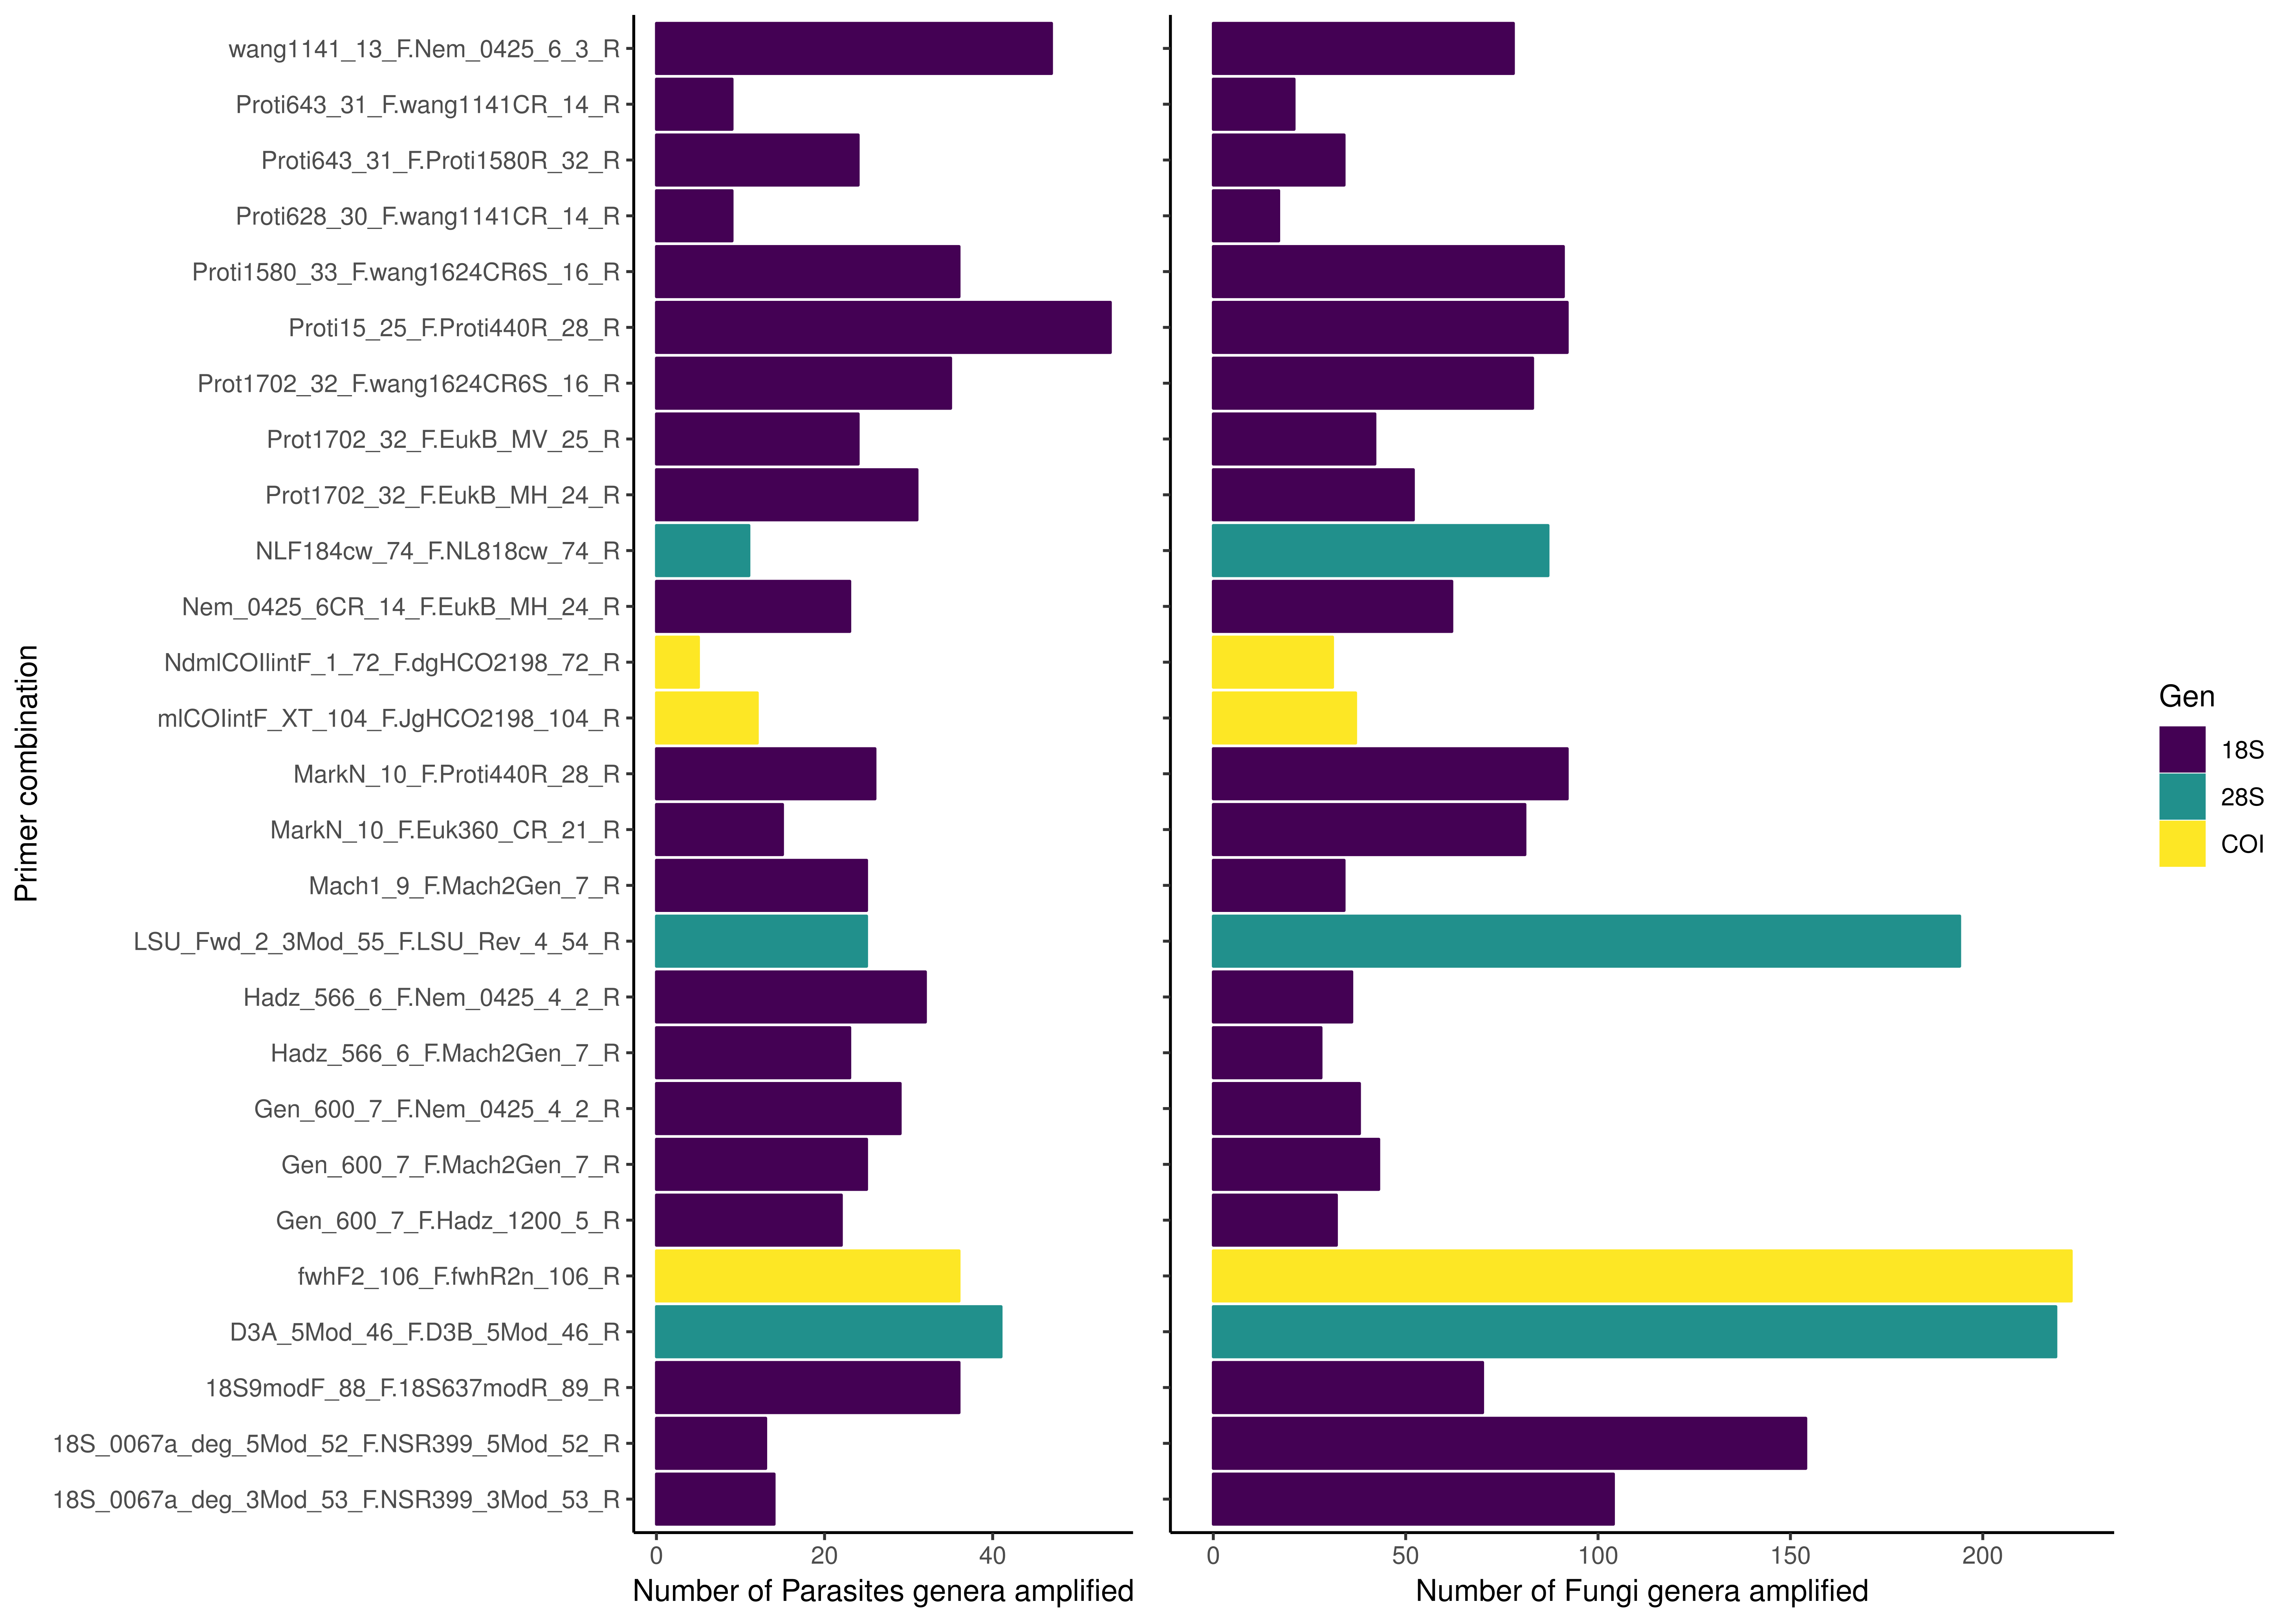 wang1141_13_F.Nem_0425_6_3_R
Proti643_31_F.wang1141CR_14_R
Proti643_31_F.Proti1580R_32_R
Proti628_30_F.wang1141CR_14_R
Proti1580_33_F.wang1624CR6S_16_R
Proti15_25_F.Proti440R_28_R
Prot1702_32_F.wang1624CR6S_16_R
Prot1702_32_F.EukB_MV_25_R
Prot1702_32_F.EukB_MH_24_R
NLF184cw_74_F.NL818cw_74_R
Nem_0425_6CR_14_F.EukB_MH_24_R
NdmlCOIlintF_1_72_F.dgHCO2198_72_R
mlCOIintF_XT_104_F.JgHCO2198_104_R
MarkN_10_F.Proti440R_28_R
MarkN_10_F.Euk360_CR_21_R
Mach1_9_F.Mach2Gen_7_R
LSU_Fwd_2_3Mod_55_F.LSU_Rev_4_54_R
Hadz_566_6_F.Nem_0425_4_2_R
Hadz_566_6_F.Mach2Gen_7_R
Gen_600_7_F.Nem_0425_4_2_R
Gen_600_7_F.Mach2Gen_7_R
Gen_600_7_F.Hadz_1200_5_R
fwhF2_106_F.fwhR2n_106_R
D3A_5Mod_46_F.D3B_5Mod_46_R
18S9modF_88_F.18S637modR_89_R
18S_0067a_deg_5Mod_52_F.NSR399_5Mod_52_R
18S_0067a_deg_3Mod_53_F.NSR399_3Mod_53_R
Primer combination
0 20 40
Number of Parasites genera amplified
0 50 100 150 200
Number of Fungi genera amplified
Gen
18S
28S
COI